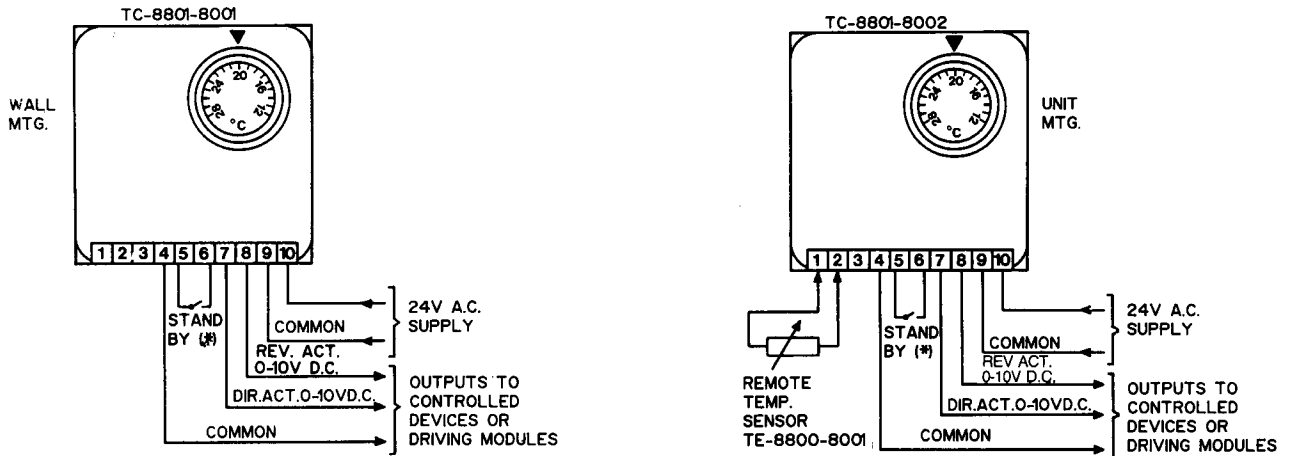 TC-8801-8001
WALL
MTG.
28 24 20 16 12
°C
1 2 3 4 5 6 7 8 9 10
STAND
BY (*)
24V A.C.
SUPPLY
COMMON
REV. ACT.
0-10V D.C.
DIR.ACT.0-10VD.C.
COMMON
OUTPUTS TO
CONTROLLED
DEVICES OR
DRIVING MODULES
TC-8801-8002
UNIT
MTG.
28 24 20 16 12
°C
1 2 3 4 5 6 7 8 9 10
REMOTE
TEMP.
SENSOR
TE-8800-8001
STAND
BY (*)
24V A.C.
SUPPLY
COMMON
REV ACT.
0-10V D.C.
DIR.ACT.0-10VD.C.
COMMON
OUTPUTS TO
CONTROLLED
DEVICES OR
DRIVING MODULES